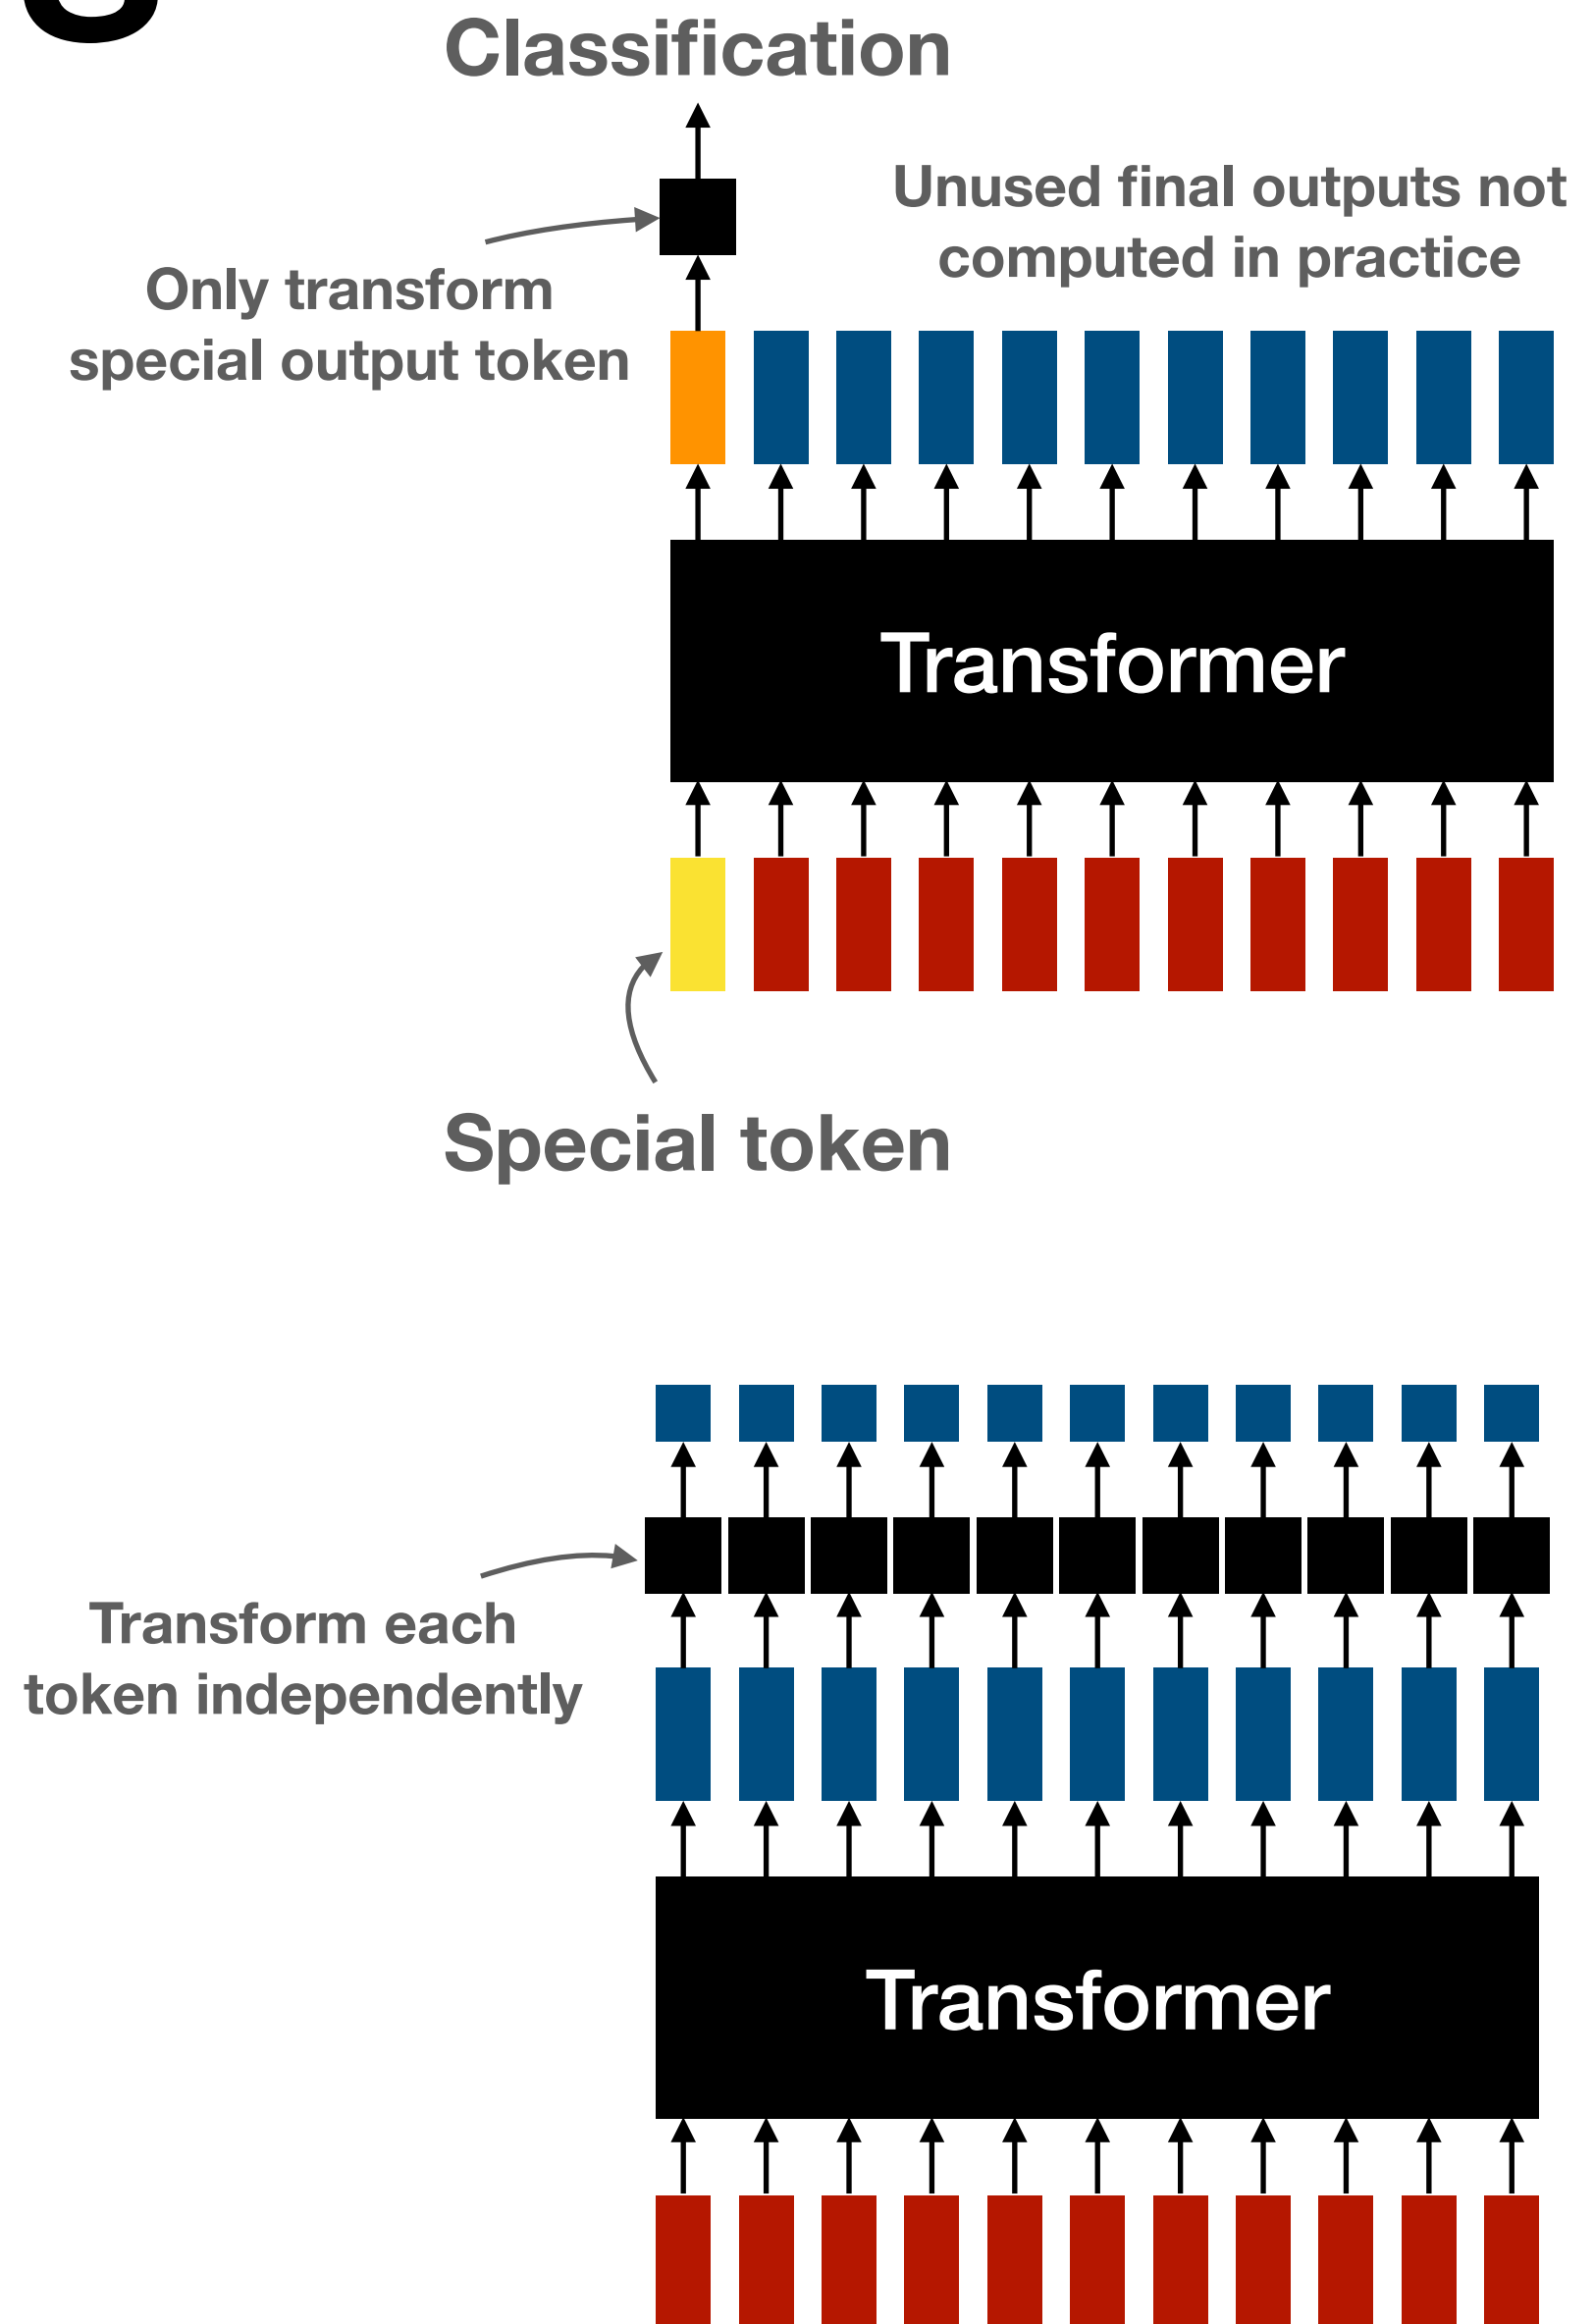 Classification
Unused final outputs not
computed in practice
Only transform
special output token
Transformer
Special token
Transform each
token independently
Transformer